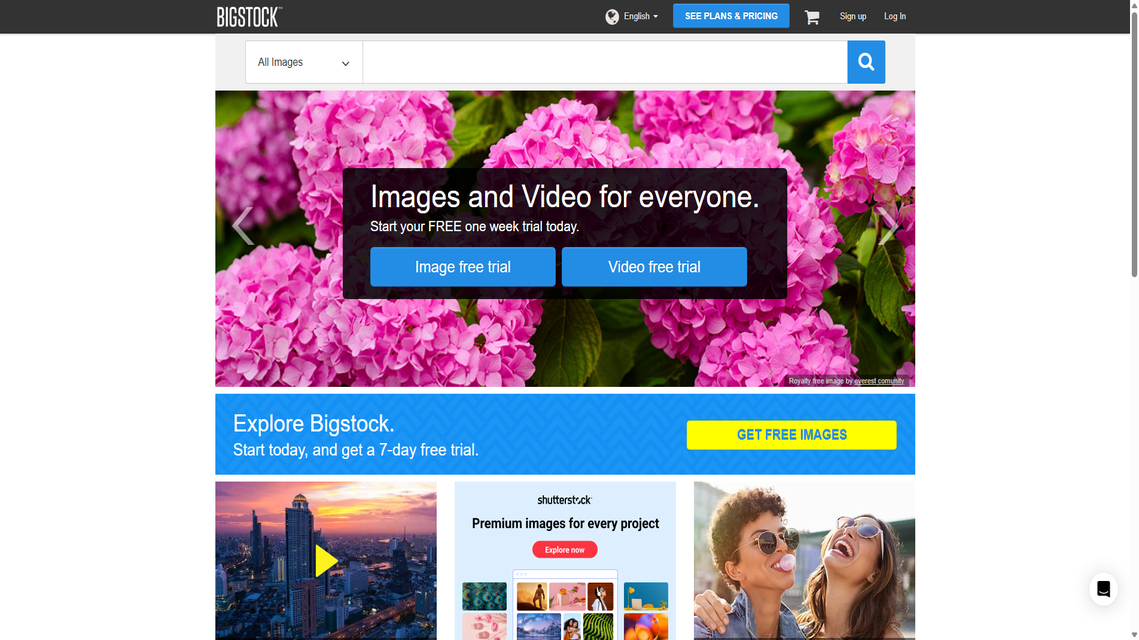 BIGSTOCK™
English
SEE PLANS & PRICING
Sign up
Log In
All Images
Images and Video for everyone.
Start your FREE one week trial today.
Image free trial
Video free trial
Royalty free image by everest comunity
Explore Bigstock.
Start today, and get a 7-day free trial.
GET FREE IMAGES
shutterstock
Premium images for every project
Explore now